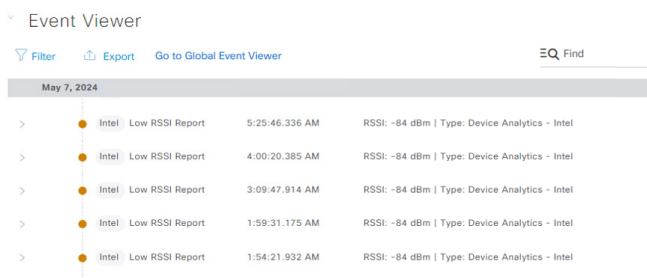 Event Viewer
Filter Export Go to Global Event Viewer Find
May 7, 2024
Intel Low RSSI Report 5:25:46.336 AM RSSI: -84 dBm | Type: Device Analytics - Intel
Intel Low RSSI Report 4:00:20.385 AM RSSI: -84 dBm | Type: Device Analytics - Intel
Intel Low RSSI Report 3:09:47.914 AM RSSI: -84 dBm | Type: Device Analytics - Intel
Intel Low RSSI Report 1:59:31.175 AM RSSI: -84 dBm | Type: Device Analytics - Intel
Intel Low RSSI Report 1:54:21.932 AM RSSI: -84 dBm | Type: Device Analytics - Intel